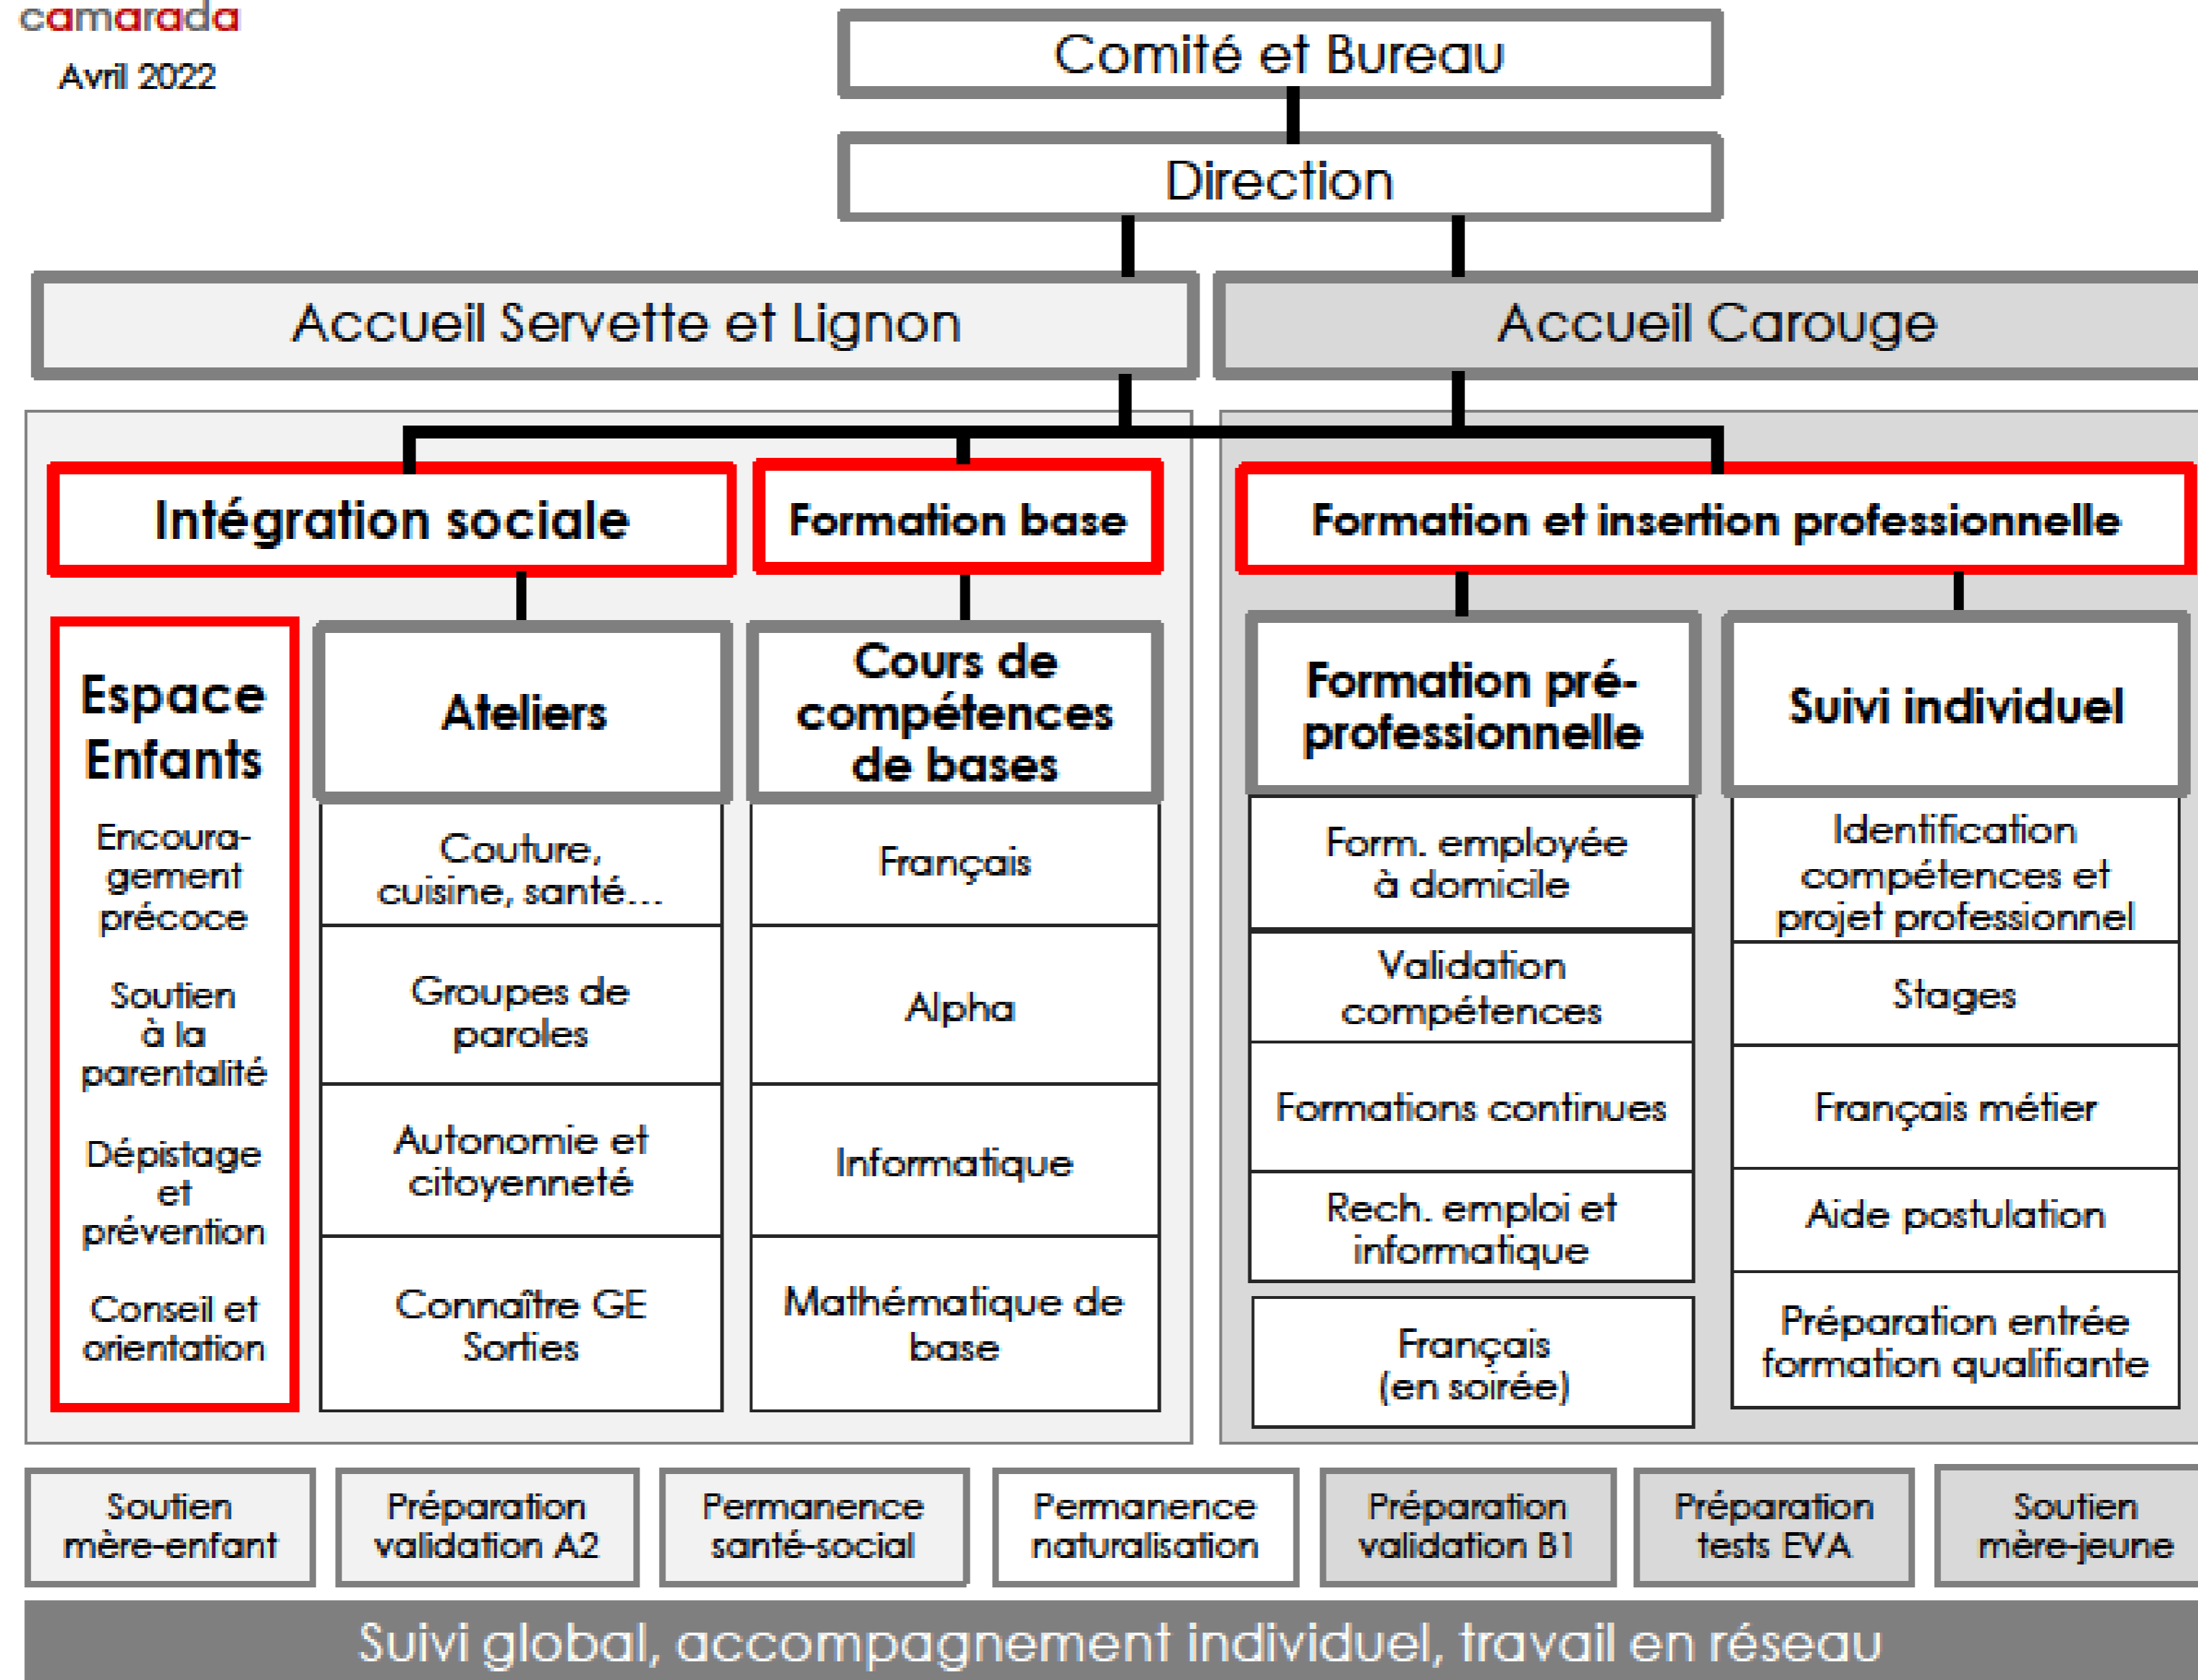 camarada
Avril 2022
Comité et Bureau
Direction
Accueil Servette et Lignon
Accueil Carouge
Intégration sociale
Formation base
Formation et insertion professionnelle
Espace
Enfants
Encoura-
gement
précoce
Soutien
à la
parentalité
Dépistage
et
prévention
Conseil et
orientation
Ateliers
Couture,
cuisine, santé...
Groupes de
paroles
Autonomie et
citoyenneté
Connaître GE
Sorties
Cours de
compétences
de bases
Français
Alpha
Informatique
Mathématique de
base
Formation pré-
professionnelle
Form. employée
à domicile
Validation
compétences
Formations continues
Rech. emploi et
informatique
Français
(en soirée)
Suivi individuel
Identification
compétences et
projet professionnel
Stages
Français métier
Aide postulation
Préparation entrée
formation qualifiante
Soutien
mère-enfant
Préparation
validation A2
Permanence
santé-social
Permanence
naturalisation
Préparation
validation B1
Préparation
tests EVA
Soutien
mère-jeune
Suivi global, accompagnement individuel, travail en réseau